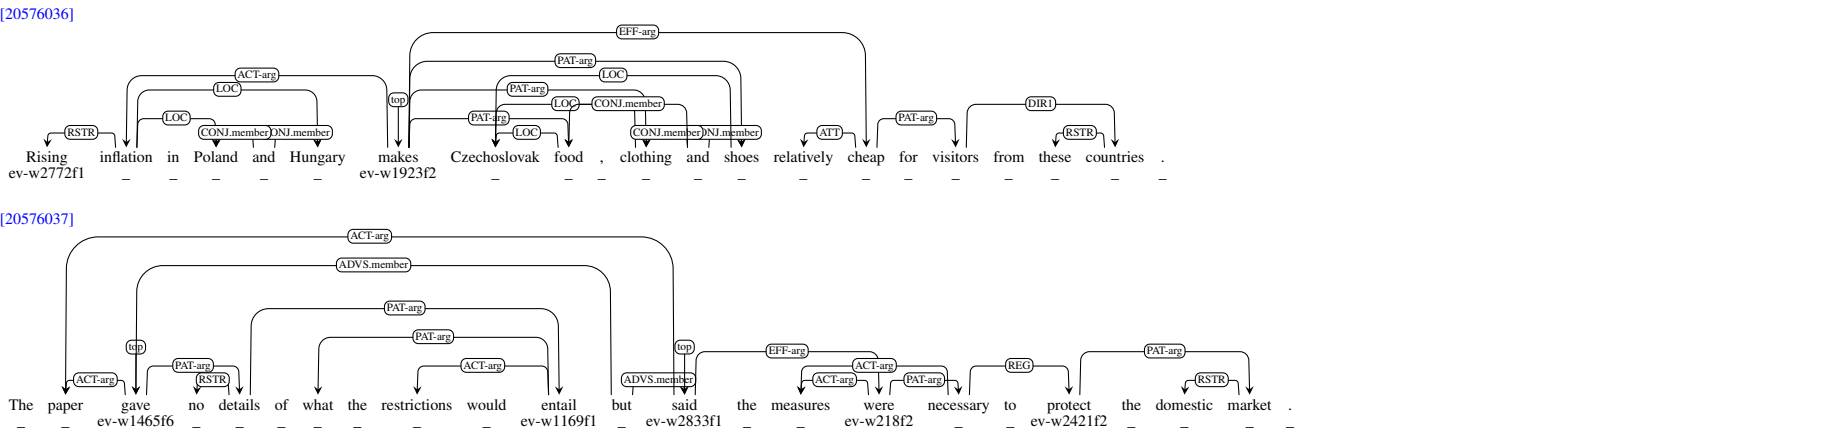 [20576036]
EFF-arg
PAT-arg
ACT-arg LOC
LOC PAT-arg
top LOC CONJ.member DIR1
LOC PAT-arg PAT-arg
RSTR CONJ.member ONJ.member LOC CONJ.member ONJ.member ATT RSTR
Rising inflation in Poland and Hungary makes Czechoslovak food , clothing and shoes relatively cheap for visitors from these countries .
ev-w2772f1 _ _ _ _ _ ev-w1923f2 _ _ _ _ _ _ _ _ _ _ _ _ _ _
[20576037]
ACT-arg
ADVS.member
PAT-arg
PAT-arg
top top EFF-arg PAT-arg
PAT-arg ACT-arg ACT-arg REG
ACT-arg RSTR ADVS.member ACT-arg PAT-arg RSTR
The paper gave no details of what the restrictions would entail but said the measures were necessary to protect the domestic market .
_ _ ev-w1465f6 _ _ _ _ _ _ _ ev-w1169f1 _ ev-w2833f1 _ _ ev-w218f2 _ _ ev-w2421f2 _ _ _ _